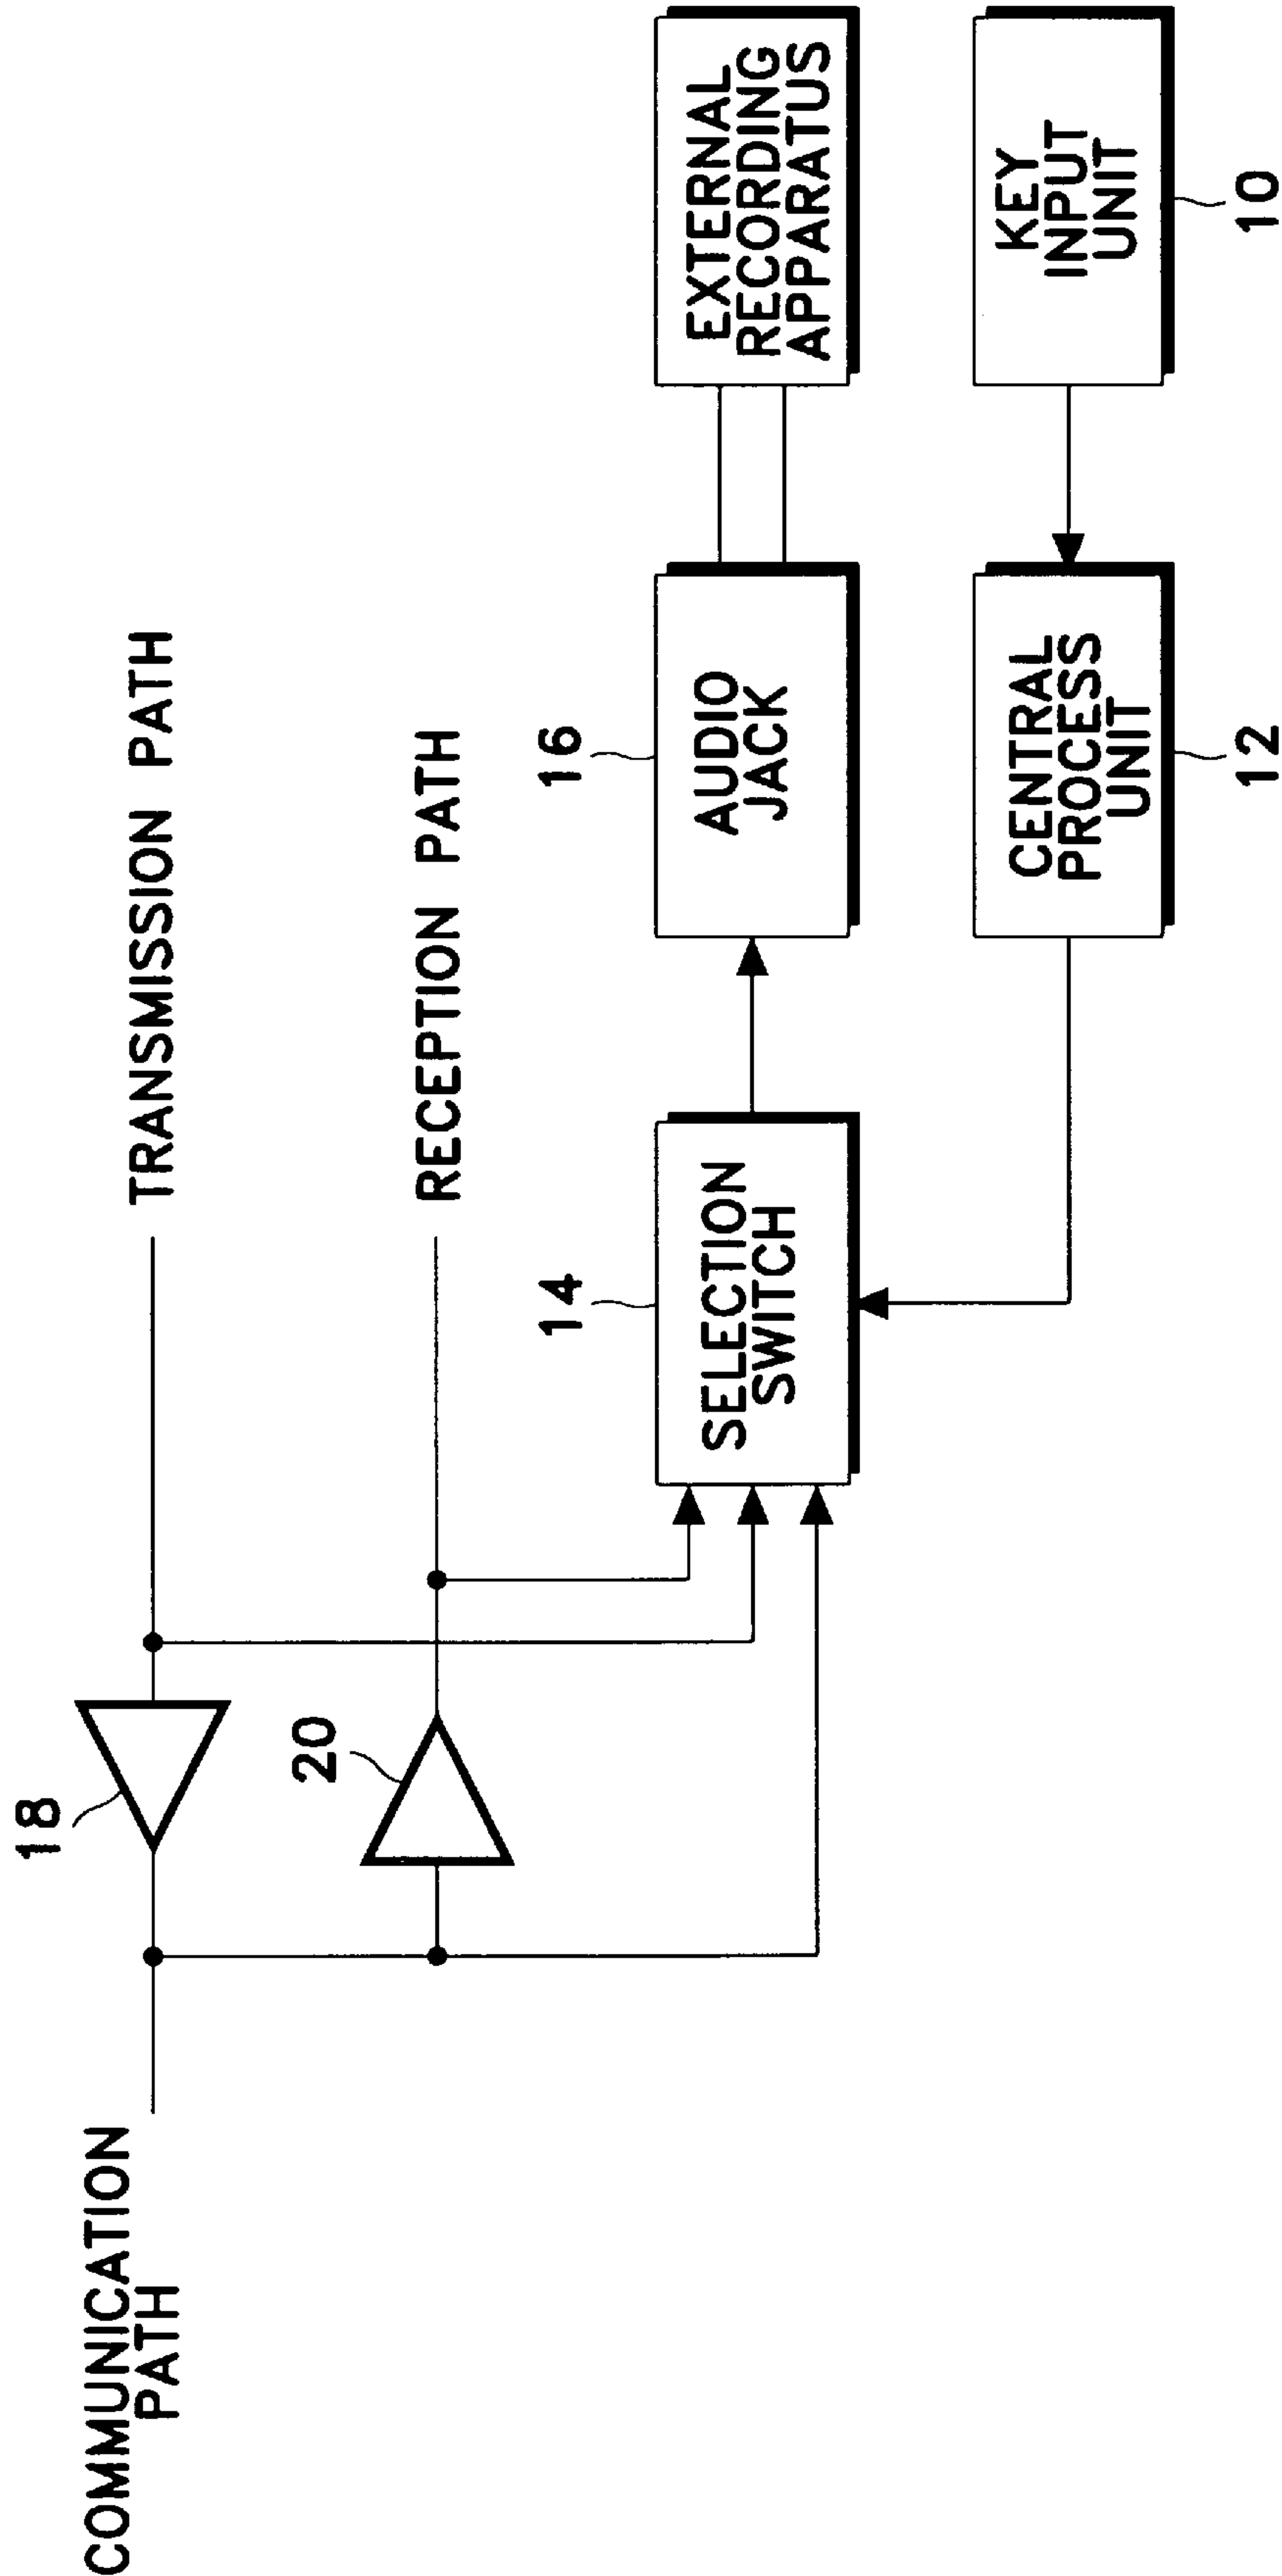 COMMUNICATION
PATH
18
TRANSMISSION PATH
20
RECEPTION PATH
14
SELECTION
SWITCH
16
AUDIO
JACK
EXTERNAL
RECORDING
APPARATUS
CENTRAL
PROCESS
UNIT
12
KEY
INPUT
UNIT
10